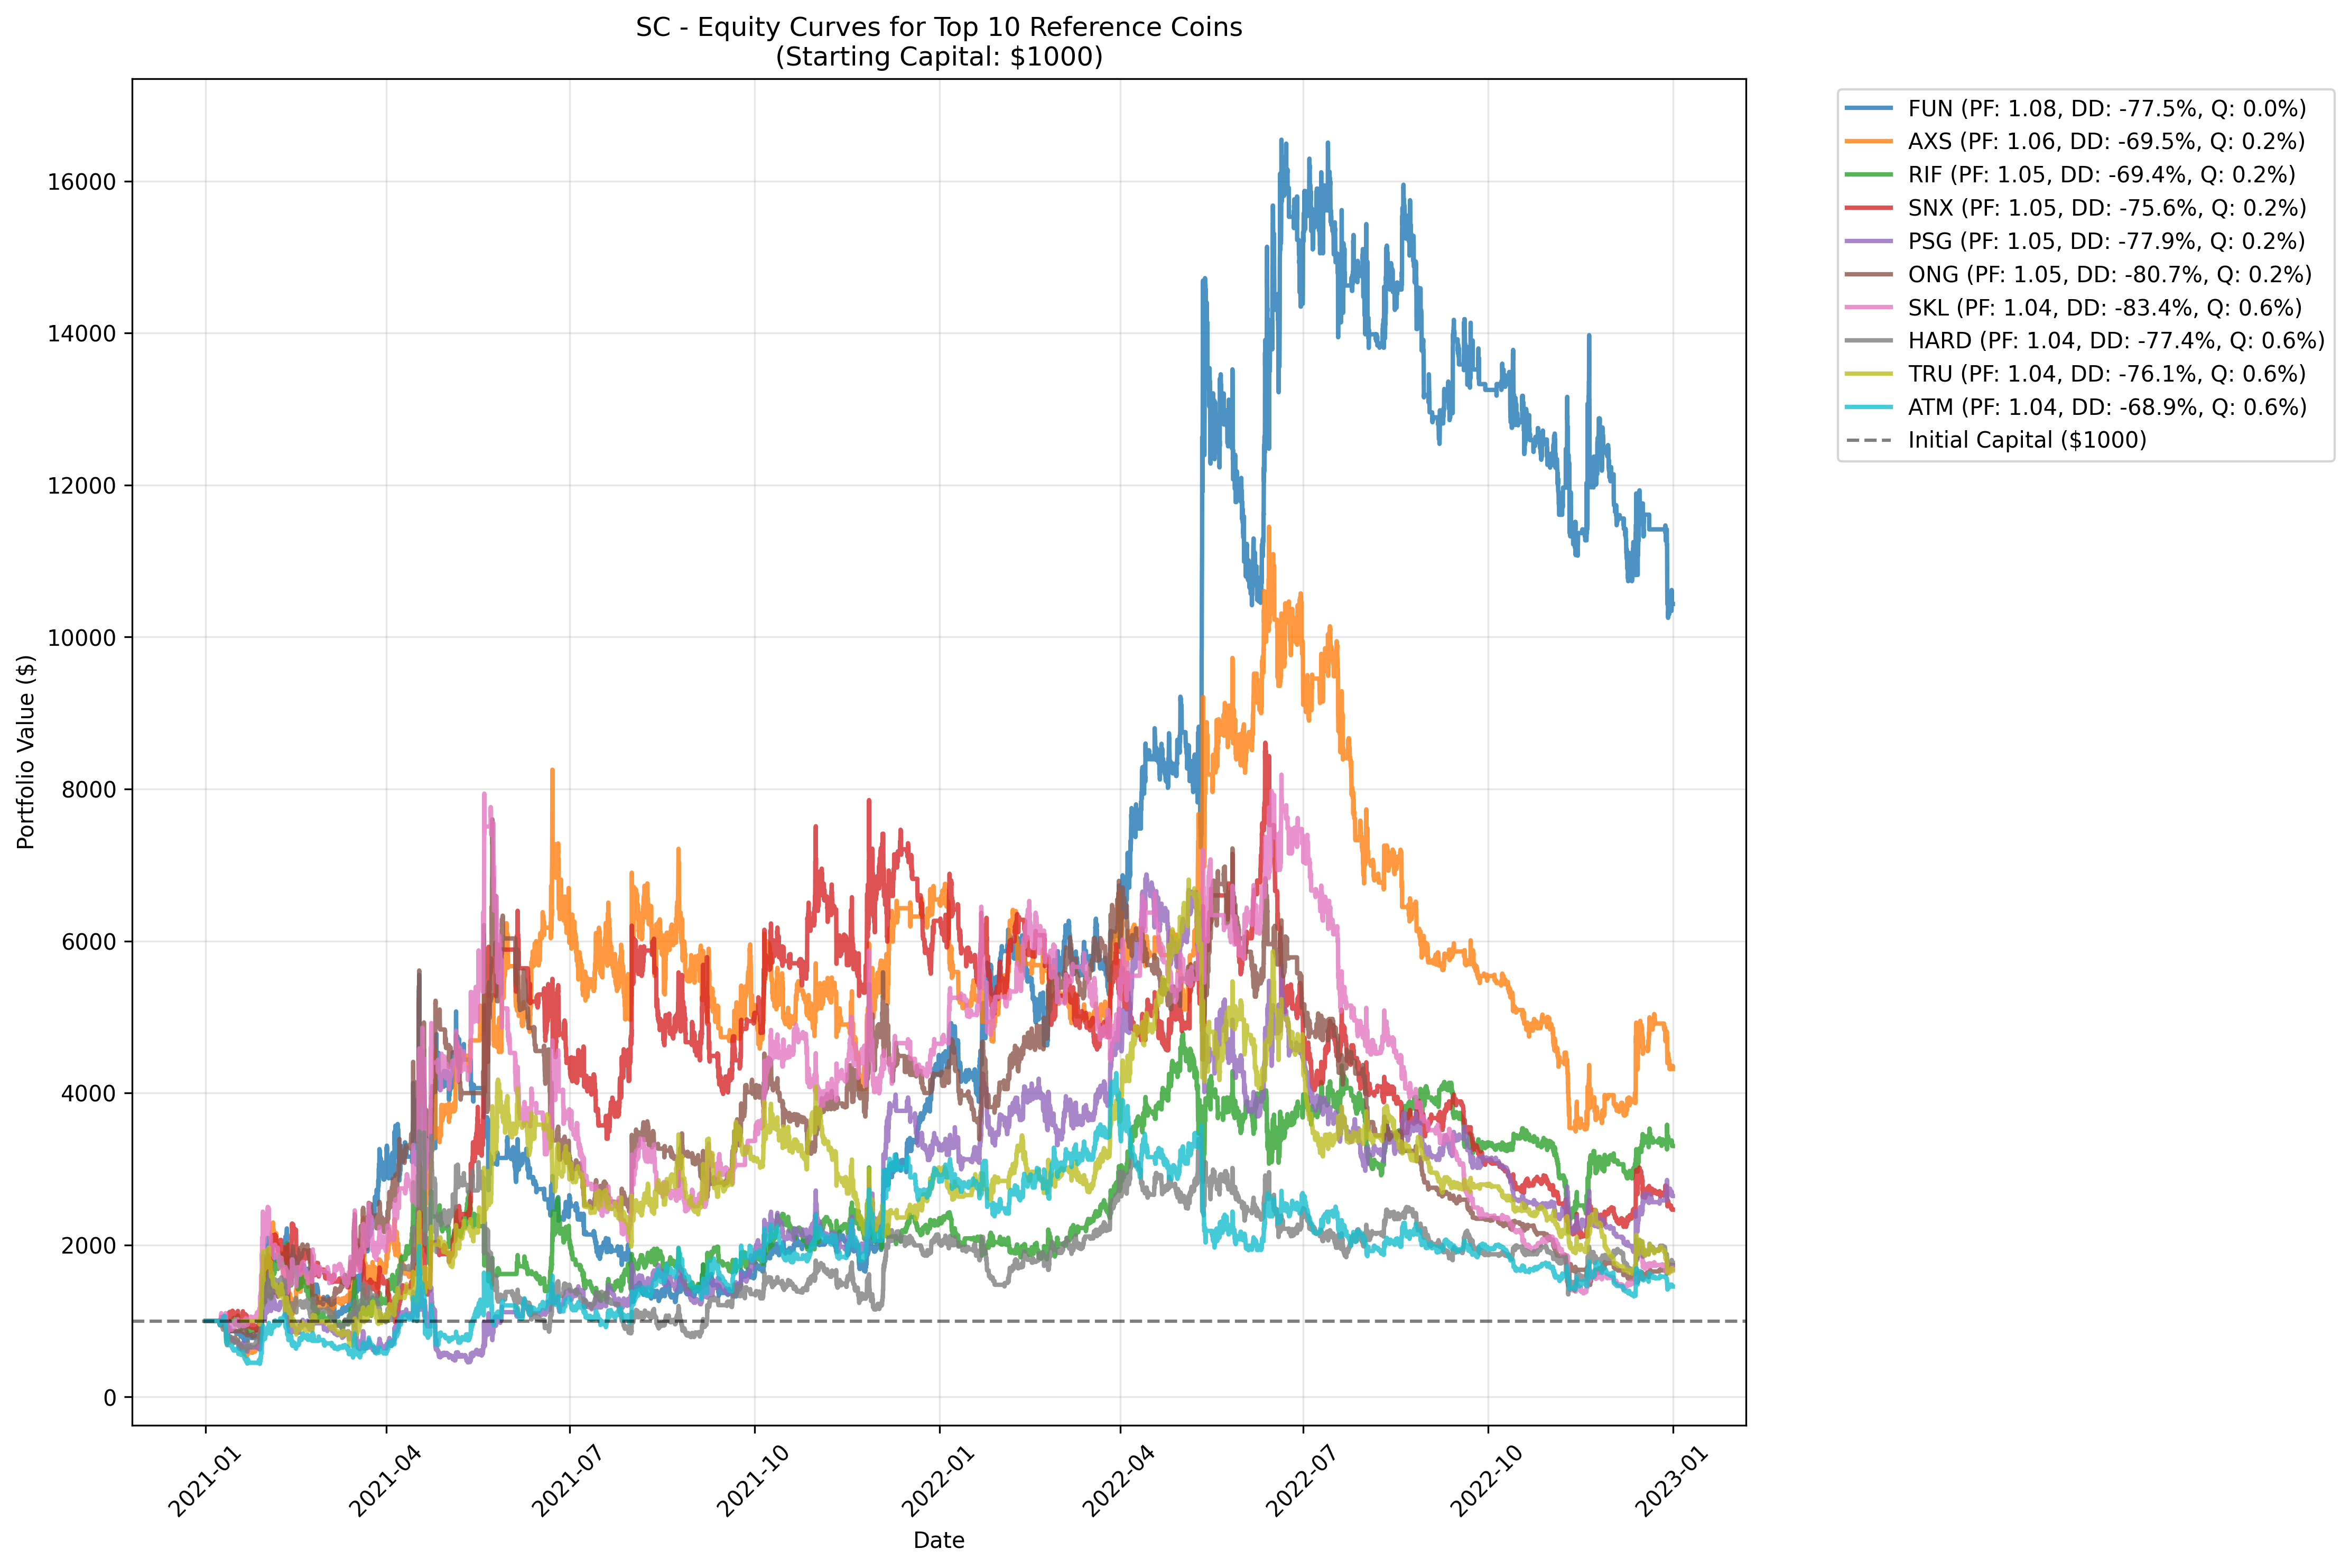 SC - Equity Curves for Top 10 Reference Coins
(Starting Capital: $1000)
FUN (PF: 1.08, DD: -77.5%, Q: 0.0%)
AXS (PF: 1.06, DD: -69.5%, Q: 0.2%)
RIF (PF: 1.05, DD: -69.4%, Q: 0.2%)
SNX (PF: 1.05, DD: -75.6%, Q: 0.2%)
PSG (PF: 1.05, DD: -77.9%, Q: 0.2%)
ONG (PF: 1.05, DD: -80.7%, Q: 0.2%)
SKL (PF: 1.04, DD: -83.4%, Q: 0.6%)
HARD (PF: 1.04, DD: -77.4%, Q: 0.6%)
TRU (PF: 1.04, DD: -76.1%, Q: 0.6%)
ATM (PF: 1.04, DD: -68.9%, Q: 0.6%)
Initial Capital ($1000)
Portfolio Value ($)
16000
14000
12000
10000
8000
6000
4000
2000
0
2021-01
2021-04
2021-07
2021-10
2022-01
2022-04
2022-07
2022-10
2023-01
Date